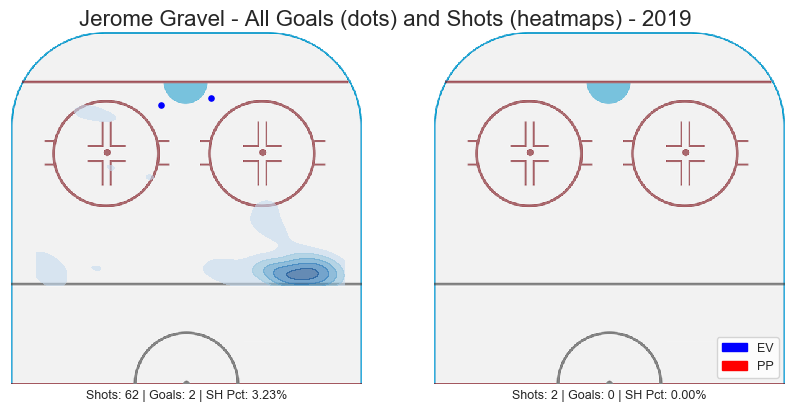 Jerome Gravel - All Goals (dots) and Shots (heatmaps) - 2019
EV
PP
Shots: 62 | Goals: 2 | SH Pct: 3.23%
Shots: 2 | Goals: 0 | SH Pct: 0.00%